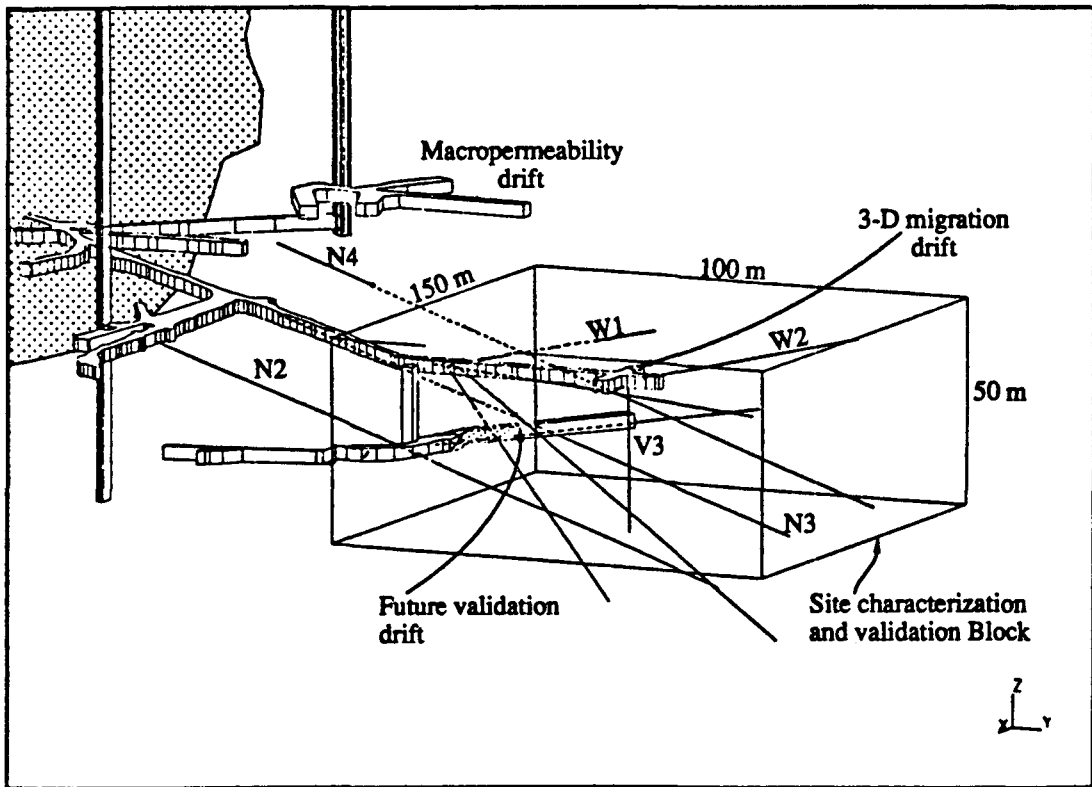 Macropermeability
drift
3-D migration
drift
N4
150 m
100 m
W1
W2
N2
50 m
V3
N3
Future validation
drift
Site characterization
and validation Block
Z
X
Y